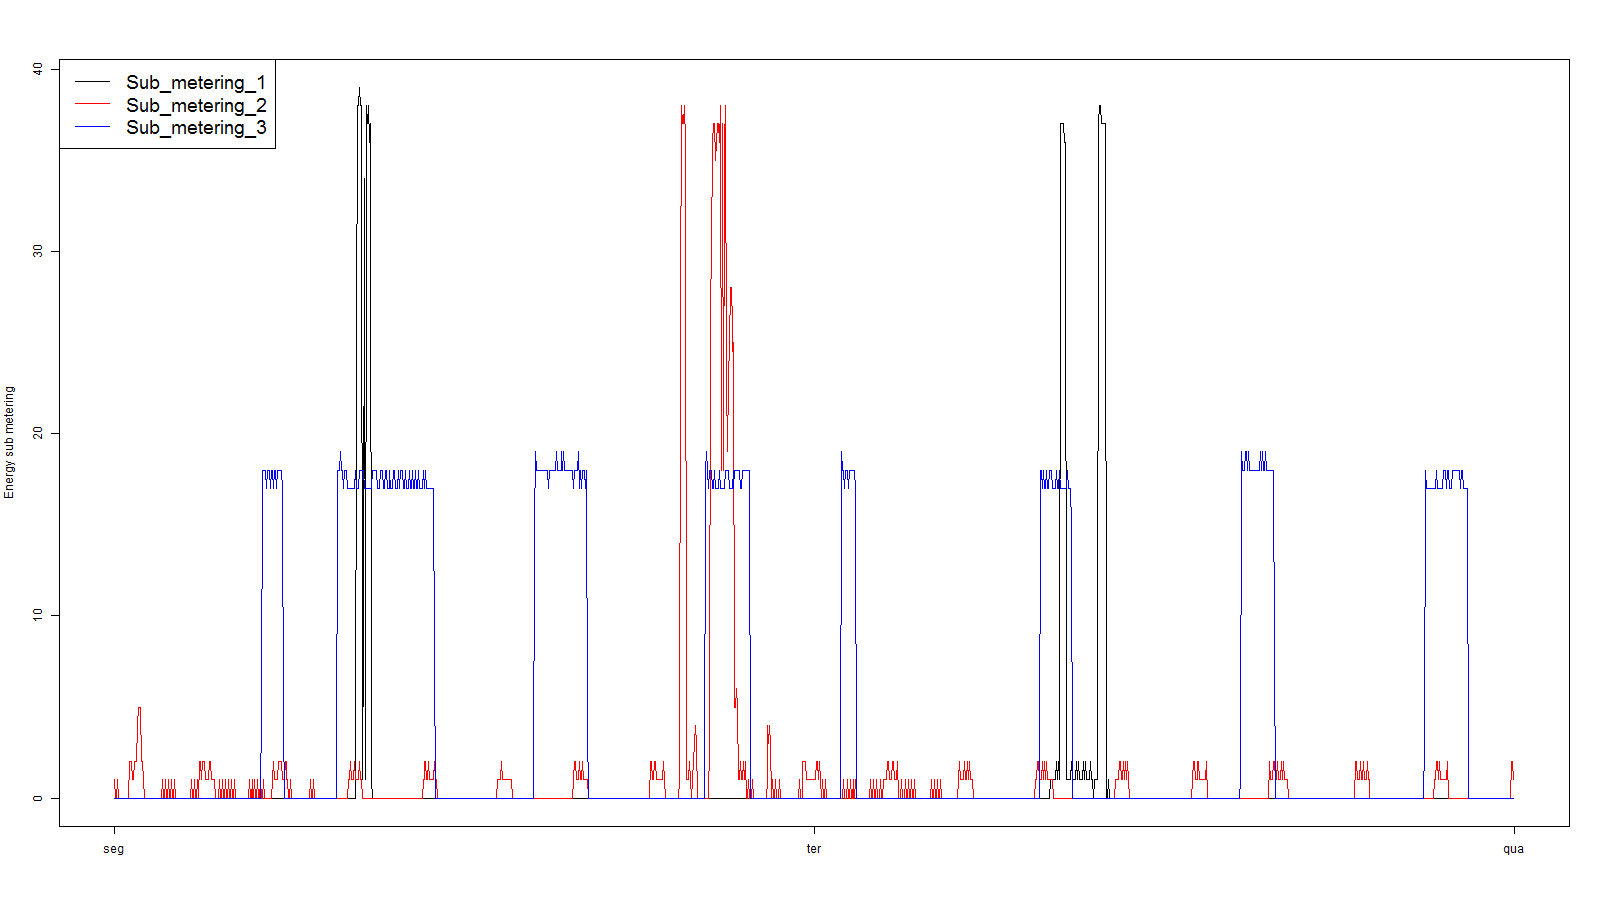 Sub_metering_1
Sub_metering_2
Sub_metering_3
Energy sub metering
40
30
20
10
0
seg ter qua